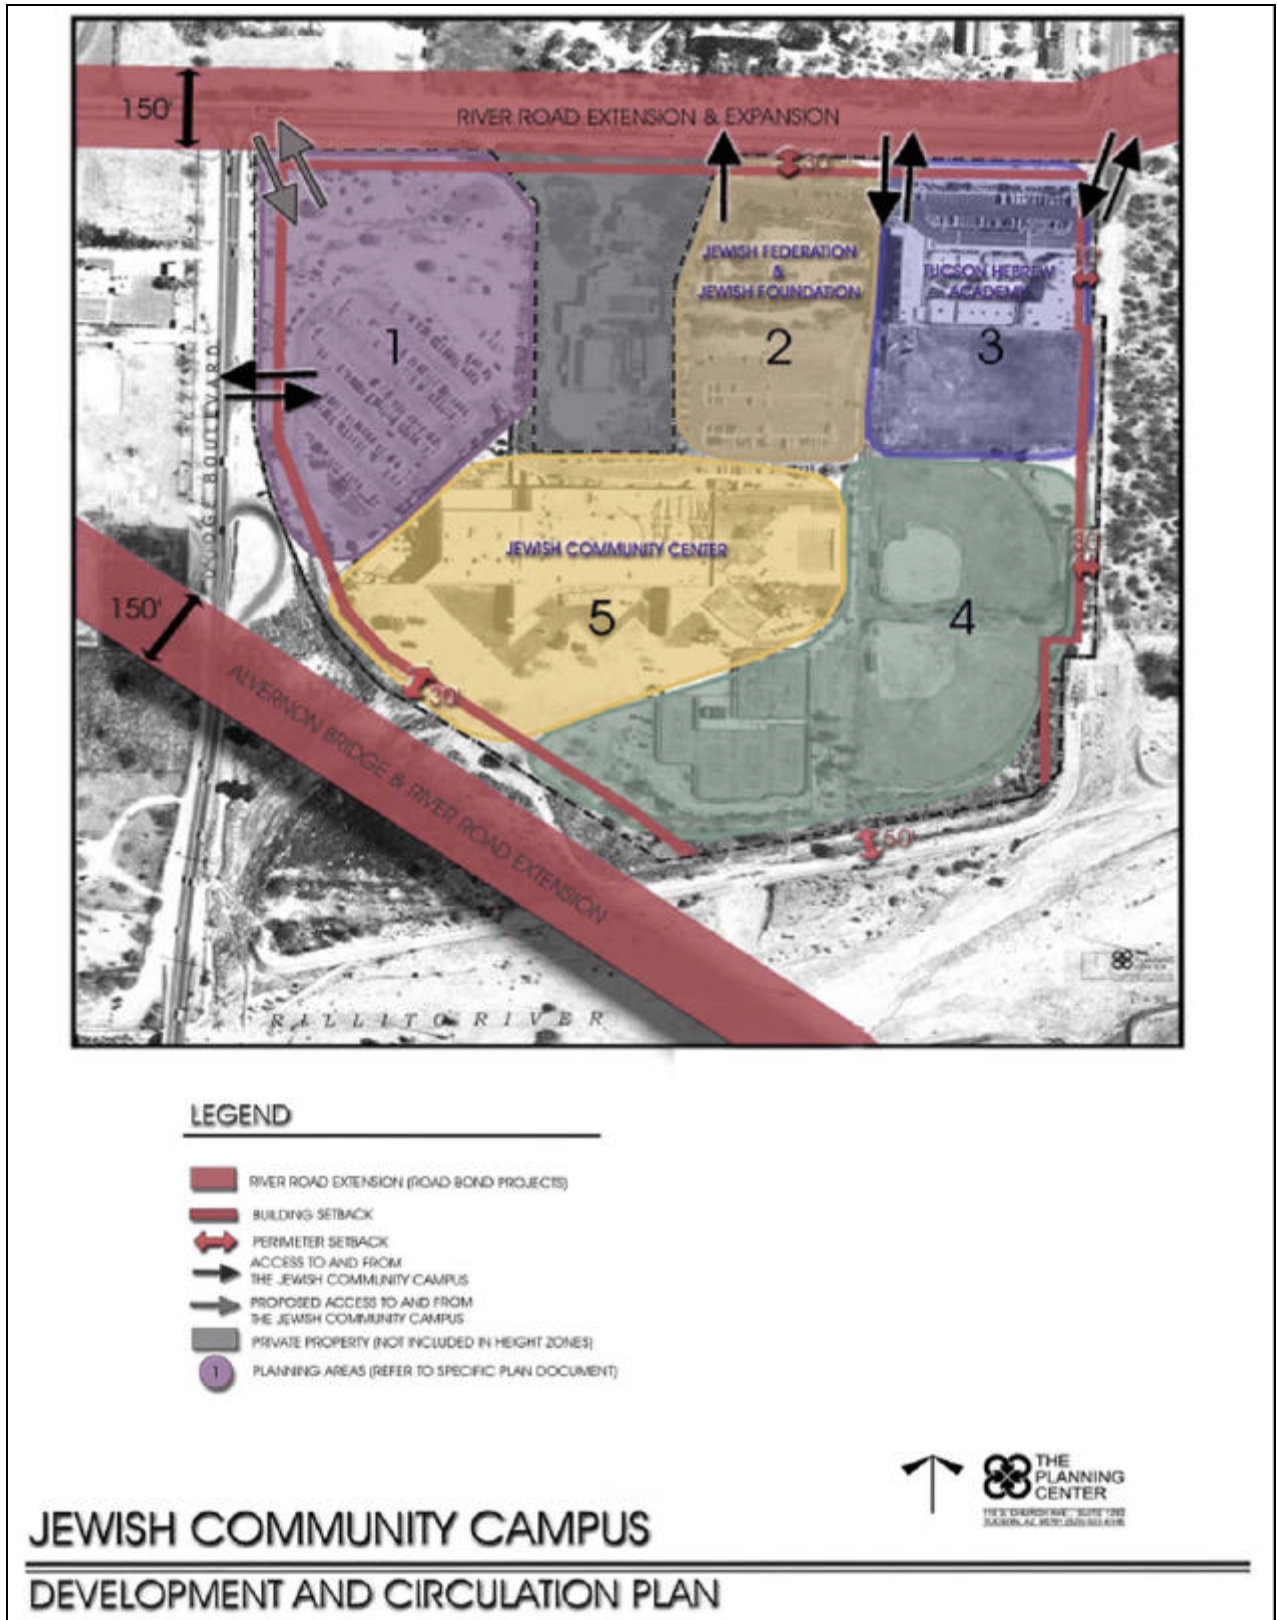 150'
RIVER ROAD EXTENSION & EXPANSION
30'
JEWISH FEDERATION
&
JEWISH FOUNDATION
TUCSON HEBREW
ACADEMY
1
2
3
DODGE BOULEVARD
JEWISH COMMUNITY CENTER
5
4
150'
30'
ALVERNON BRIDGE & RIVER ROAD EXTENSION
50'
RILLITO RIVER
LEGEND
RIVER ROAD EXTENSION (ROAD BOND PROJECTS)
BUILDING SETBACK
PERIMETER SETBACK
ACCESS TO AND FROM
THE JEWISH COMMUNITY CAMPUS
PROPOSED ACCESS TO AND FROM
THE JEWISH COMMUNITY CAMPUS
PRIVATE PROPERTY (NOT INCLUDED IN HEIGHT ZONES)
1 PLANNING AREAS (REFER TO SPECIFIC PLAN DOCUMENT)
THE
PLANNING
CENTER
JEWISH COMMUNITY CAMPUS
DEVELOPMENT AND CIRCULATION PLAN